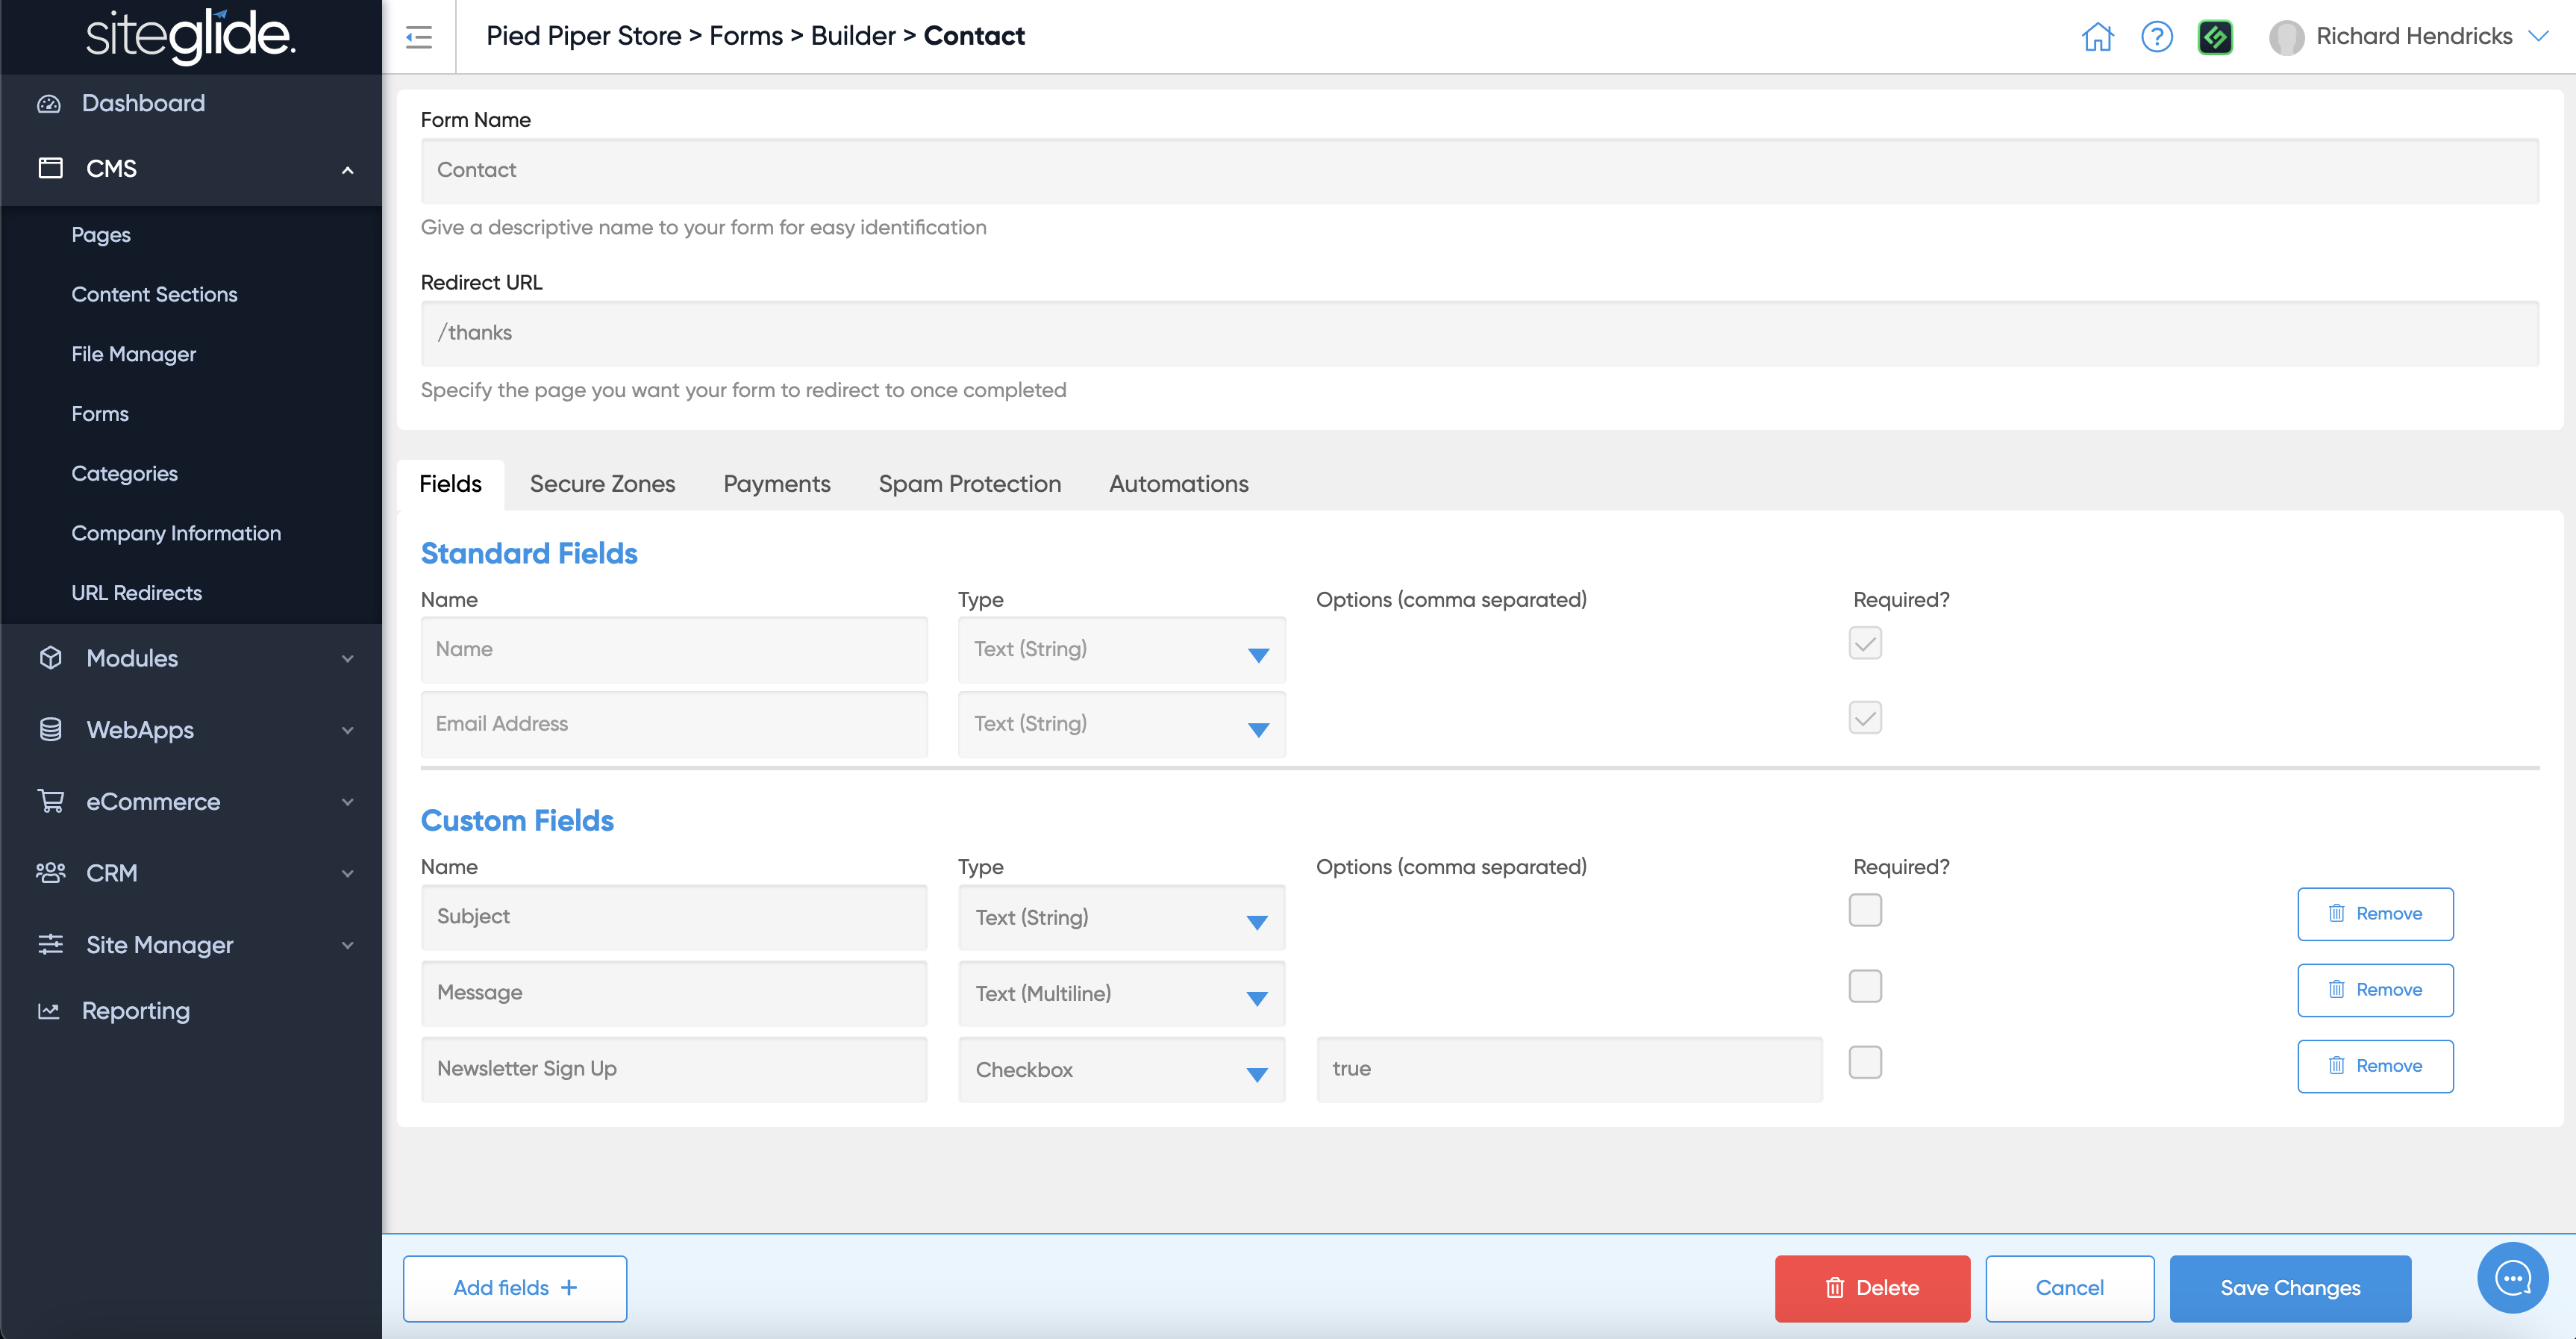 siteglide.
Pied Piper Store > Forms > Builder > Contact
Richard Hendricks
Dashboard
CMS
Pages
Content Sections
File Manager
Forms
Categories
Company Information
URL Redirects
Modules
WebApps
eCommerce
CRM
Site Manager
Reporting
Form Name
Contact
Give a descriptive name to your form for easy identification
Redirect URL
/thanks
Specify the page you want your form to redirect to once completed
Fields Secure Zones Payments Spam Protection Automations
Standard Fields
Name Type Options (comma separated) Required?
Name Text (String)
Email Address Text (String)
Custom Fields
Name Type Options (comma separated) Required?
Subject Text (String) Remove
Message Text (Multiline) Remove
Newsletter Sign Up Checkbox true Remove
Add fields + Delete Cancel Save Changes